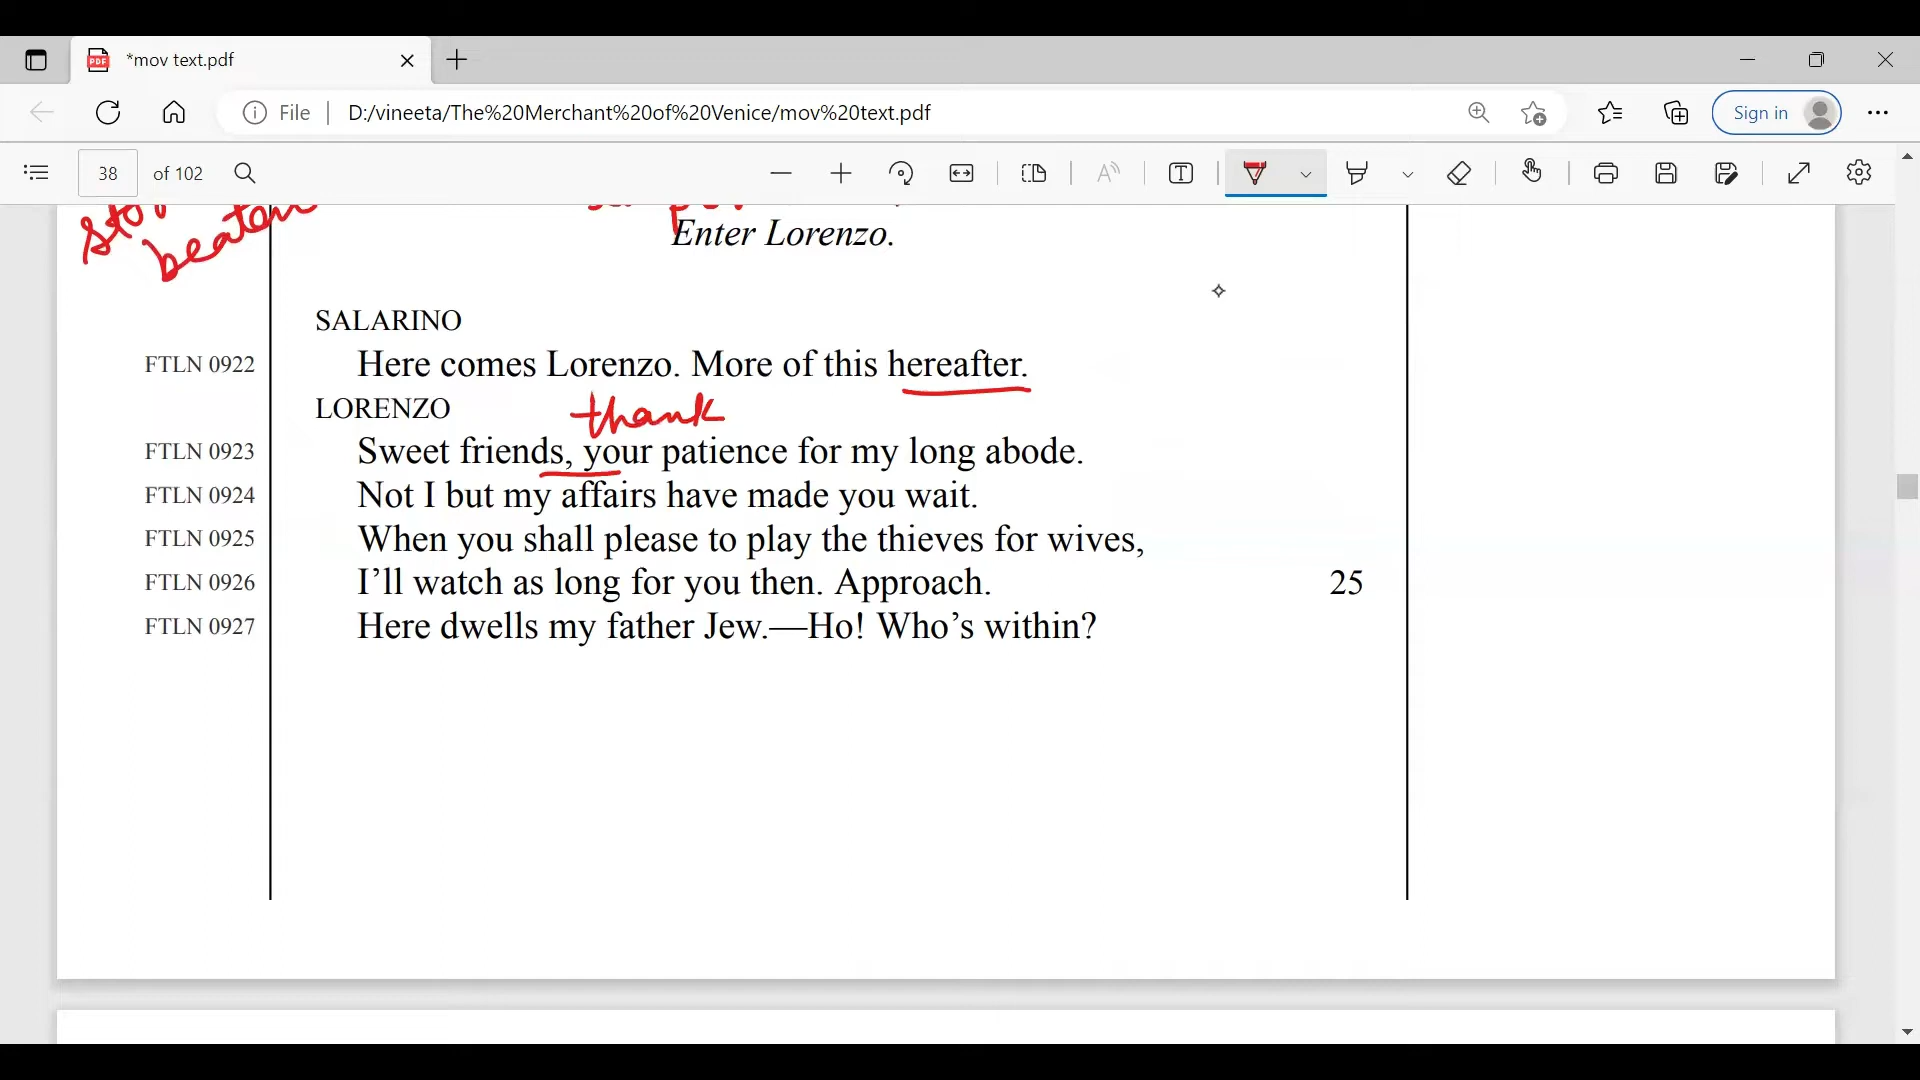 *mov text.pdf
File D:/vineeta/The%20Merchant%20of%20Venice/mov%20text.pdf
Sign in
38 of 102
beaten
Enter Lorenzo.
SALARINO
FTLN 0922 Here comes Lorenzo. More of this hereafter.
LORENZO
thank
FTLN 0923 Sweet friends, your patience for my long abode.
FTLN 0924 Not I but my affairs have made you wait.
FTLN 0925 When you shall please to play the thieves for wives,
FTLN 0926 I’ll watch as long for you then. Approach. 25
FTLN 0927 Here dwells my father Jew.—Ho! Who’s within?